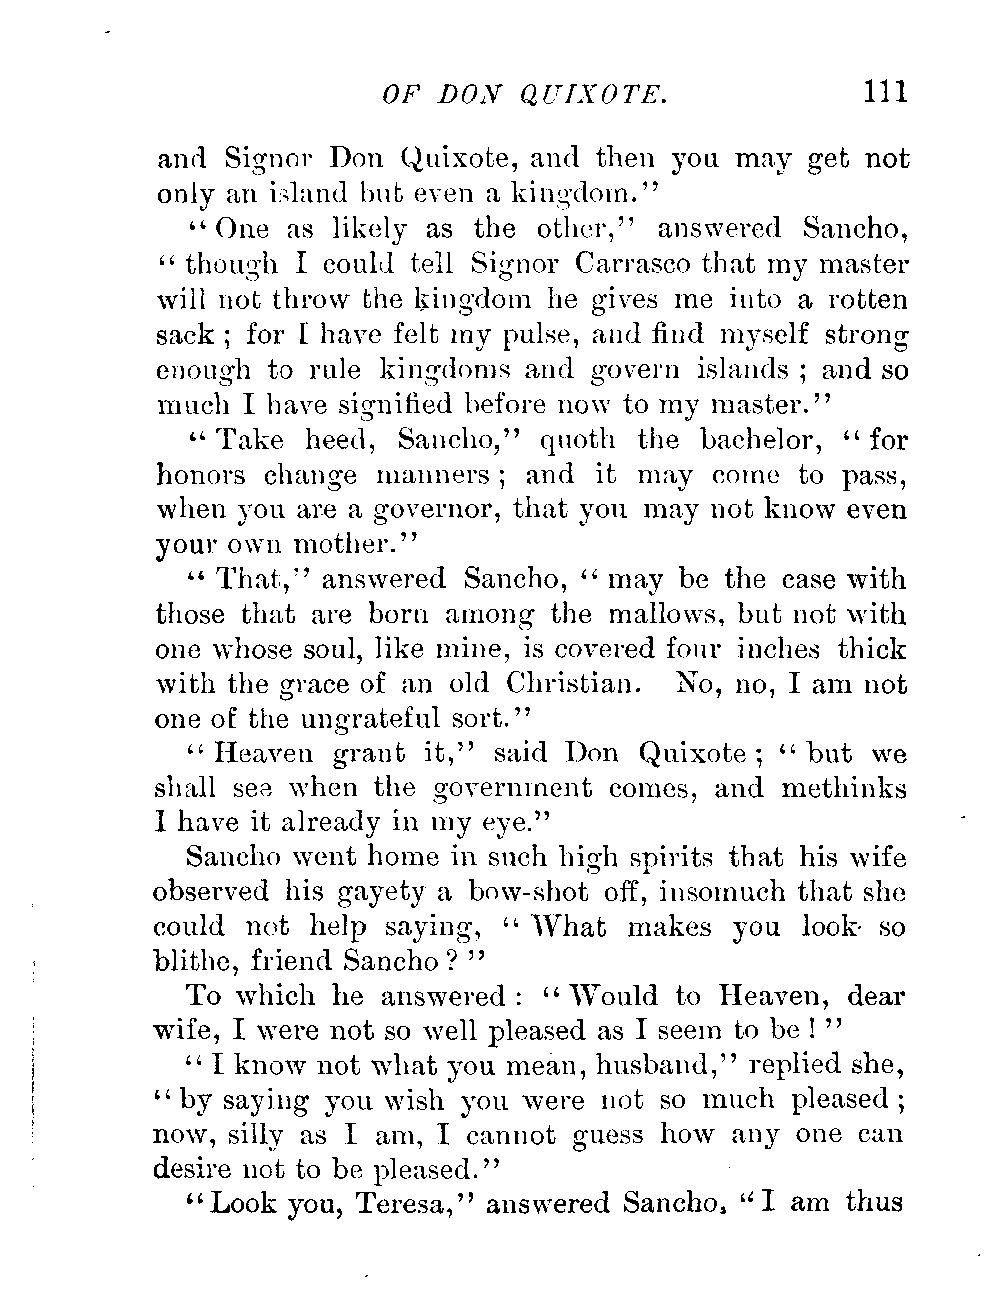 OF DON QUIXOTE. 111
and Signor Don Quixote, and then you may get not
only an island but even a kingdom."
"One as likely as the other," answered Sancho,
"though I could tell Signor Carrasco that my master
will not throw the kingdom he gives me into a rotten
sack; for I have felt my pulse, and find myself strong
enough to rule kingdoms and govern islands; and so
much I have signified before now to my master."
"Take heed, Sancho," quoth the bachelor, "for
honors change manners; and it may come to pass,
when you are a governor, that you may not know even
your own mother."
"That," answered Sancho, "may be the case with
those that are born among the mallows, but not with
one whose soul, like mine, is covered four inches thick
with the grace of an old Christian. No, no, I am not
one of the ungrateful sort."
"Heaven grant it," said Don Quixote; "but we
shall see when the government comes, and methinks
I have it already in my eye."
Sancho went home in such high spirits that his wife
observed his gayety a bow-shot off, insomuch that she
could not help saying, "What makes you look so
blithe, friend Sancho?"
To which he answered: "Would to Heaven, dear
wife, I were not so well pleased as I seem to be!"
"I know not what you mean, husband," replied she,
"by saying you wish you were not so much pleased;
now, silly as I am, I cannot guess how any one can
desire not to be pleased."
"Look you, Teresa," answered Sancho, "I am thus